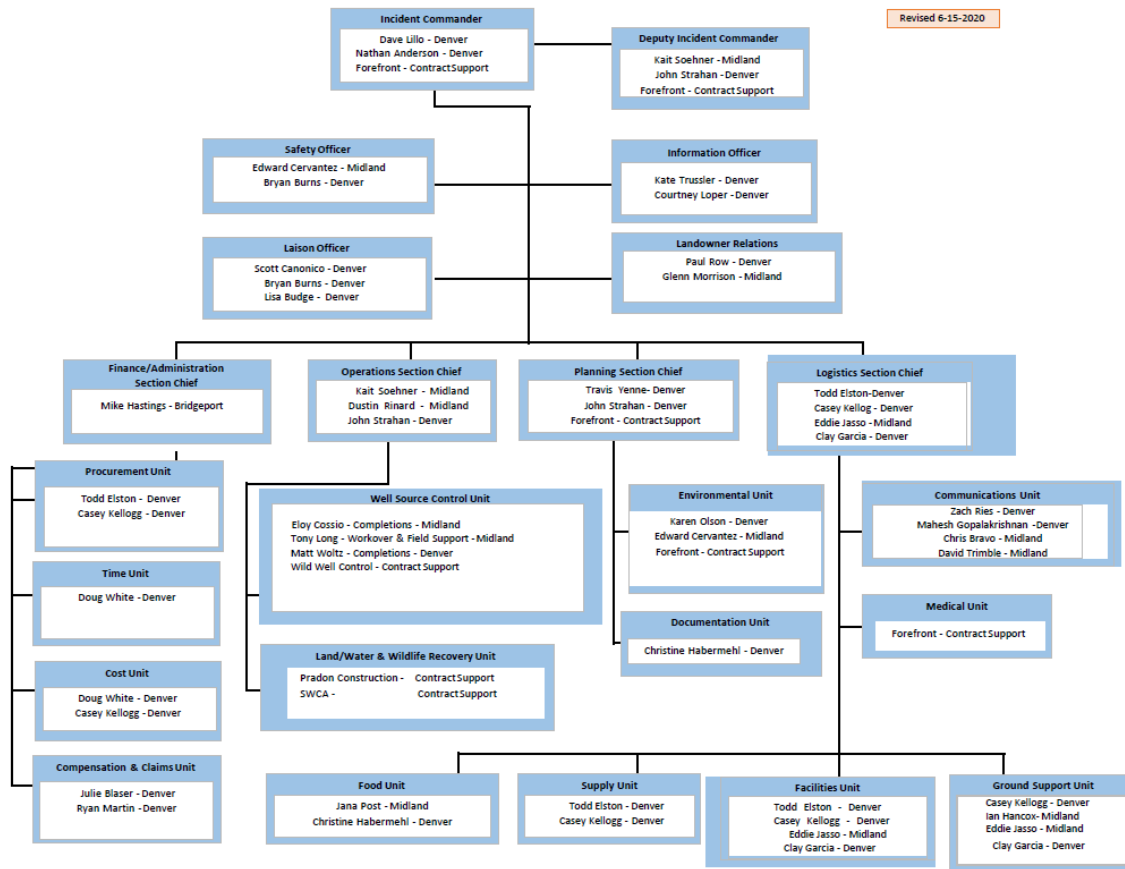 Revised 6-15-2020
Incident Commander
Dave Lillo - Denver
Nathan Anderson - Denver
Forefront - Contract Support
Deputy Incident Commander
Kait Soehner - Midland
John Strahan - Denver
Forefront - Contract Support
Safety Officer
Edward Cervantez - Midland
Bryan Burns - Denver
Information Officer
Kate Trussler - Denver
Courtney Loper - Denver
Laison Officer
Scott Canonico - Denver
Bryan Burns - Denver
Lisa Budge - Denver
Landowner Relations
Paul Row - Denver
Glenn Morrison - Midland
Finance/Administration
Section Chief
Mike Hastings - Bridgeport
Operations Section Chief
Kait Soehner - Midland
Dustin Rinard - Midland
John Strahan - Denver
Planning Section Chief
Travis Yenne- Denver
John Strahan - Denver
Forefront - Contract Support
Logistics Section Chief
Todd Elston-Denver
Casey Kellog - Denver
Eddie Jasso - Midland
Clay Garcia - Denver
Procurement Unit
Todd Elston - Denver
Casey Kellogg - Denver
Time Unit
Doug White - Denver
Cost Unit
Doug White - Denver
Casey Kellogg - Denver
Compensation & Claims Unit
Julie Blaser - Denver
Ryan Martin - Denver
Well Source Control Unit
Eloy Cossio - Completions - Midland
Tony Long - Workover & Field Support - Midland
Matt Woltz - Completions - Denver
Wild Well Control - Contract Support
Land/Water & Wildlife Recovery Unit
Pradon Construction - Contract Support
SWCA - Contract Support
Environmental Unit
Karen Olson - Denver
Edward Cervantez - Midland
Forefront - Contract Support
Documentation Unit
Christine Habermehl - Denver
Communications Unit
Zach Ries - Denver
Mahesh Gopalakrishnan -Denver
Chris Bravo - Midland
David Trimble - Midland
Medical Unit
Forefront - Contract Support
Food Unit
Jana Post - Midland
Christine Habermehl - Denver
Supply Unit
Todd Elston - Denver
Casey Kellogg - Denver
Facilities Unit
Todd Elston - Denver
Casey Kellogg - Denver
Eddie Jasso - Midland
Clay Garcia - Denver
Ground Support Unit
Casey Kellogg - Denver
Ian Hancox- Midland
Eddie Jasso - Midland
Clay Garcia - Denver